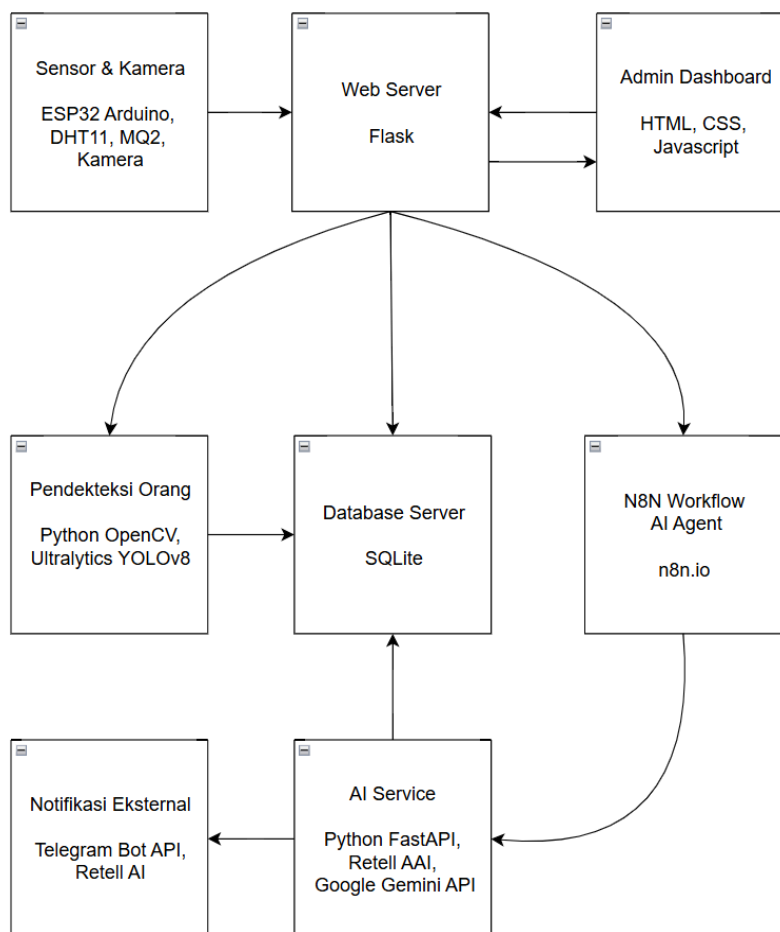 Sensor & Kamera
ESP32 Arduino,
DHT11, MQ2,
Kamera
Web Server
Flask
Admin Dashboard
HTML, CSS,
Javascript
Pendekteksi Orang
Python OpenCV,
Ultralytics YOLOv8
Database Server
SQLite
N8N Workflow
AI Agent
n8n.io
Notifikasi Eksternal
Telegram Bot API,
Retell AI
AI Service
Python FastAPI,
Retell AAI,
Google Gemini API